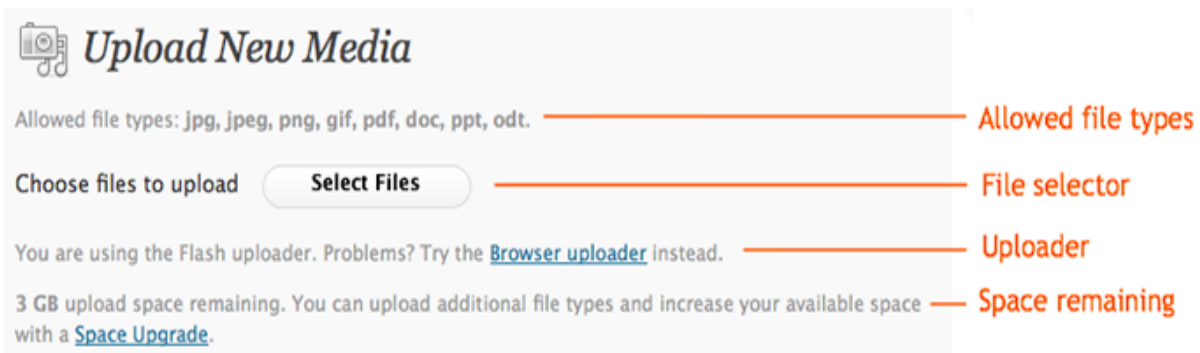 Upload New Media
Allowed file types: jpg, jpeg, png, gif, pdf, doc, ppt, odt.
Allowed file types
Choose files to upload
Select Files
File selector
You are using the Flash uploader. Problems? Try the Browser uploader instead.
Uploader
3 GB upload space remaining. You can upload additional file types and increase your available space
Space remaining
with a Space Upgrade.